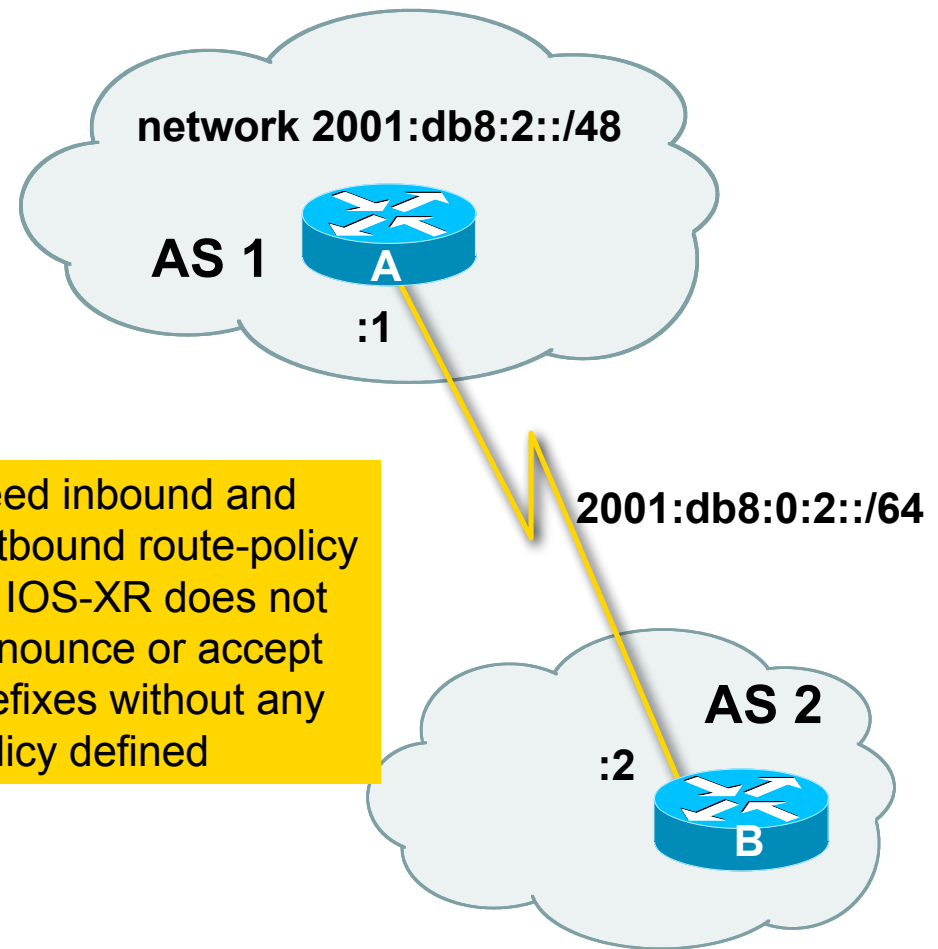 network 2001:db8:2::/48
AS 1
A
:1
eed inbound and
tbound route-policy
IOS-XR does not
nounce or accept
efixes without any
licy defined
2001:db8:0:2::/64
AS 2
:2
B